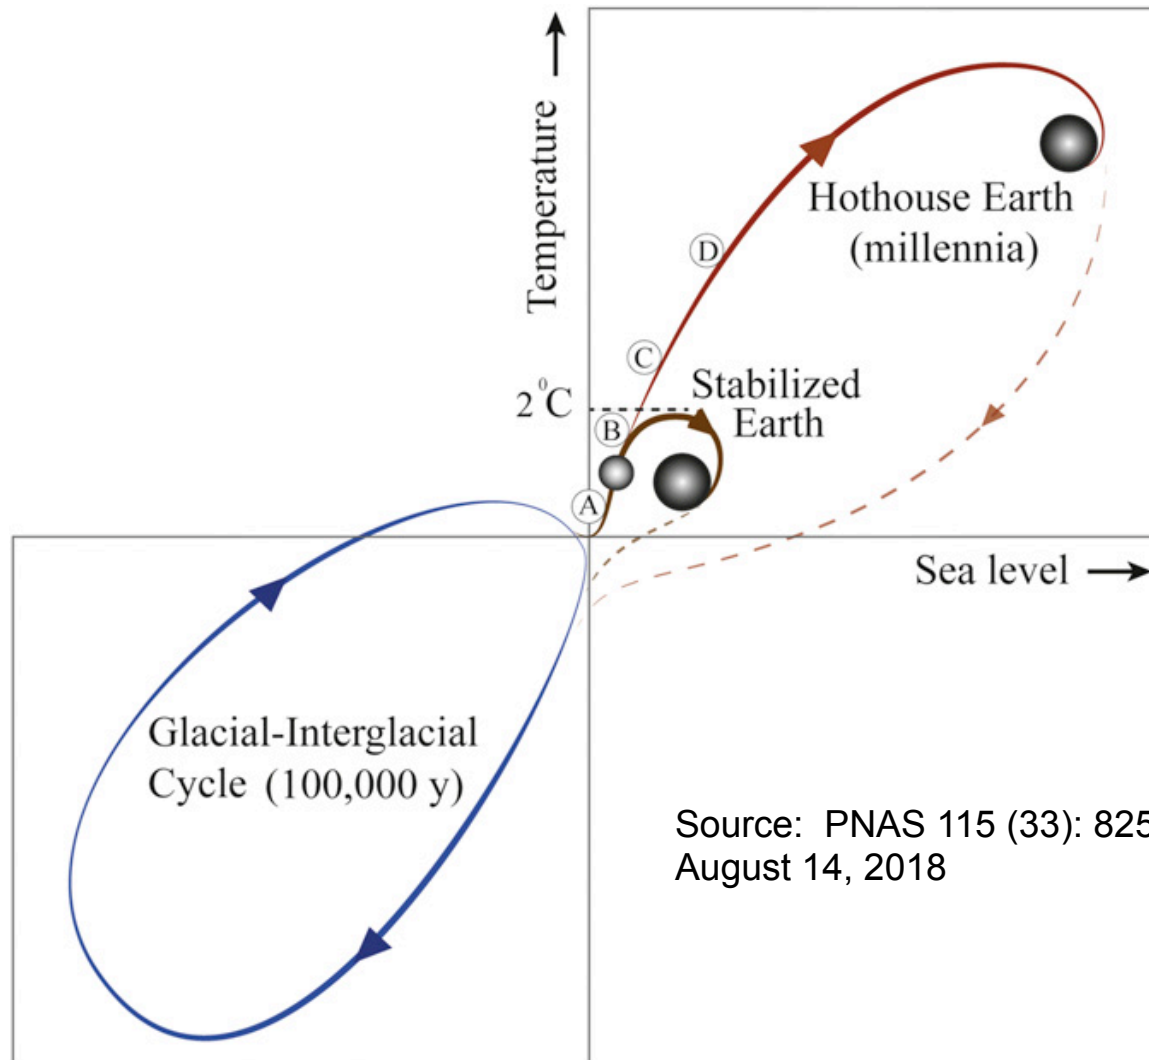 Temperature
Hothouse Earth
(millennia)
D
C
Stabilized
Earth
2 °C
B
A
Sea level
Glacial-Interglacial
Cycle (100,000 y)
Source: PNAS 115 (33): 825
August 14, 2018